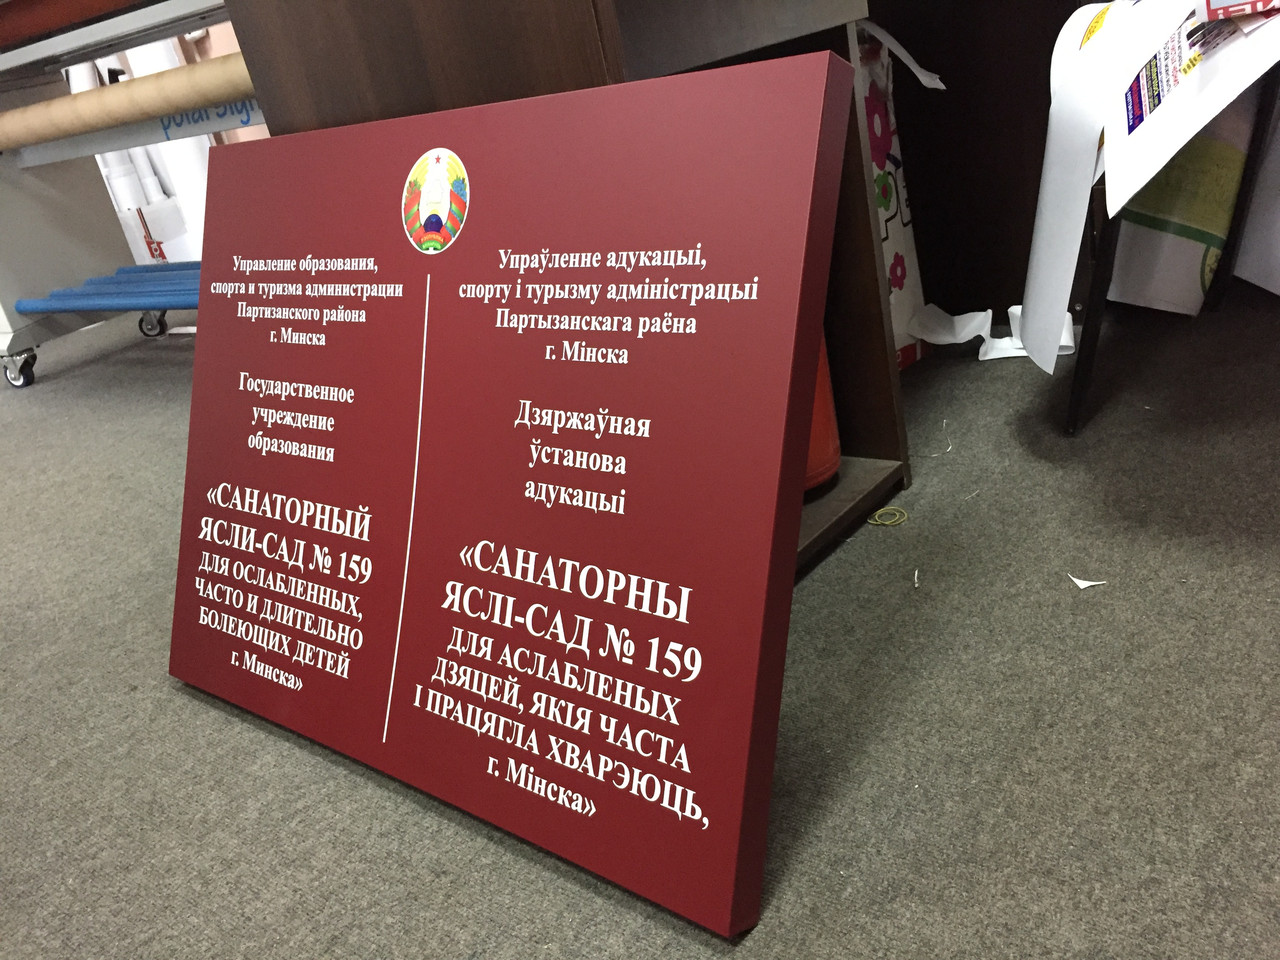 Управление образования,
спорта и туризма администрации
Партизанского района
г. Минска
Государственное
учреждение
образования
«САНАТОРНЫЙ
ЯСЛИ-САД № 159
ДЛЯ ОСЛАБЛЕННЫХ,
ЧАСТО И ДЛИТЕЛЬНО
БОЛЕЮЩИХ ДЕТЕЙ
г. Минска»
Упраўленне адукацыі,
спорту і турызму адміністрацыі
Партызанскага раёна
г. Мінска
Дзяржаўная
ўстанова
адукацыі
«САНАТОРНЫ
ЯСЛІ-САД № 159
ДЛЯ АСЛАБЛЕНЫХ
ДЗЯЦЕЙ, ЯКІЯ ЧАСТА
І ПРАЦЯГЛА ХВАРЭЮЦЬ,
г. Мінска»
polar sign